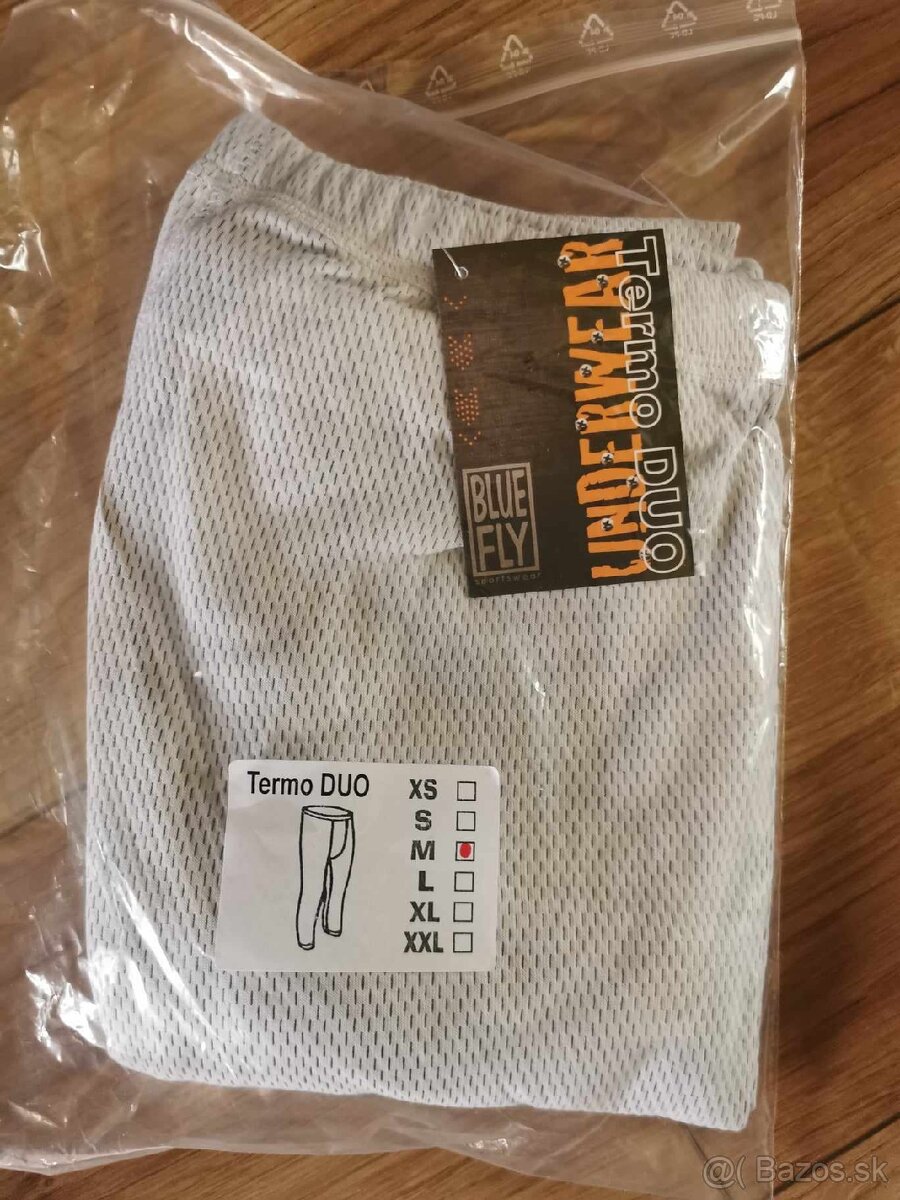 Termo DUO
UNDERWEAR
BLUE
FLY
sportswear
Termo DUO
XS
S
M
L
XL
XXL
@( Bazos.sk